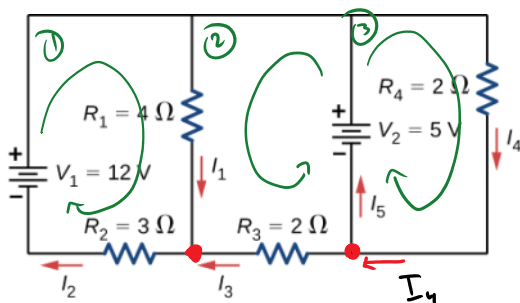 ① ② ③
R₁ = 4 Ω
R₄ = 2 Ω
+
V₁ = 12 V
−
+
V₂ = 5 V
−
I₁
I₄
I₅
R₂ = 3 Ω
R₃ = 2 Ω
I₂
I₃
I₄